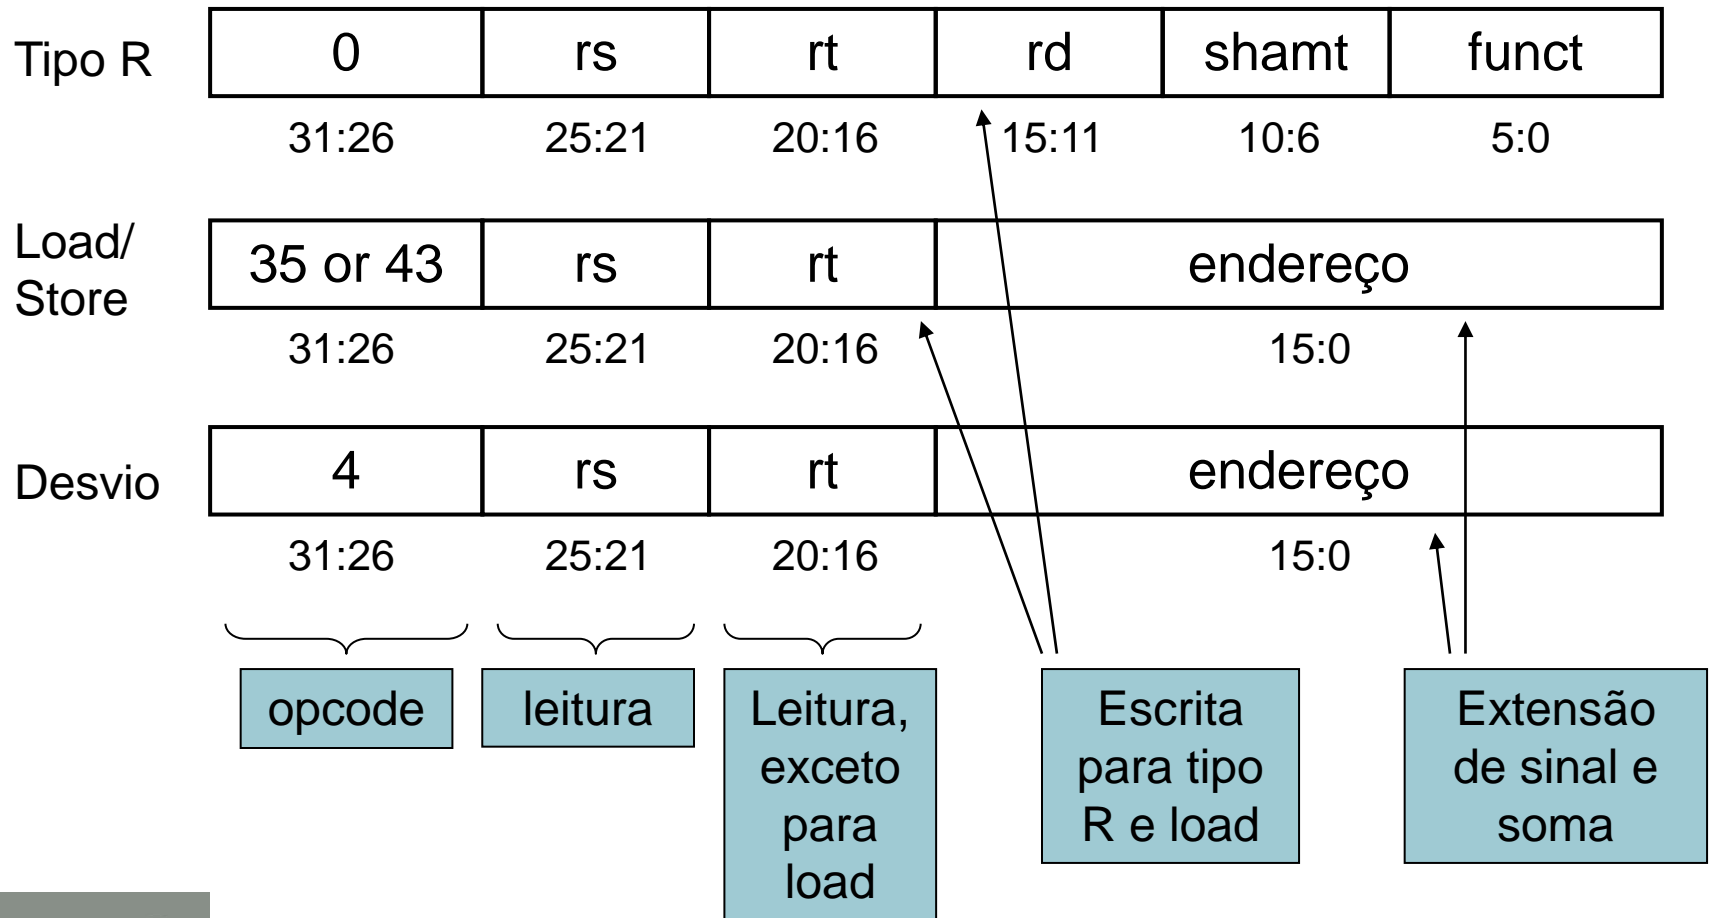 Tipo R
0 rs rt rd shamt funct
31:26 25:21 20:16 15:11 10:6 5:0
Load/
Store
35 or 43 rs rt endereço
31:26 25:21 20:16 15:0
Desvio
4 rs rt endereço
31:26 25:21 20:16 15:0
opcode
leitura
Leitura,
exceto
para
load
Escrita
para tipo
R e load
Extensão
de sinal e
soma